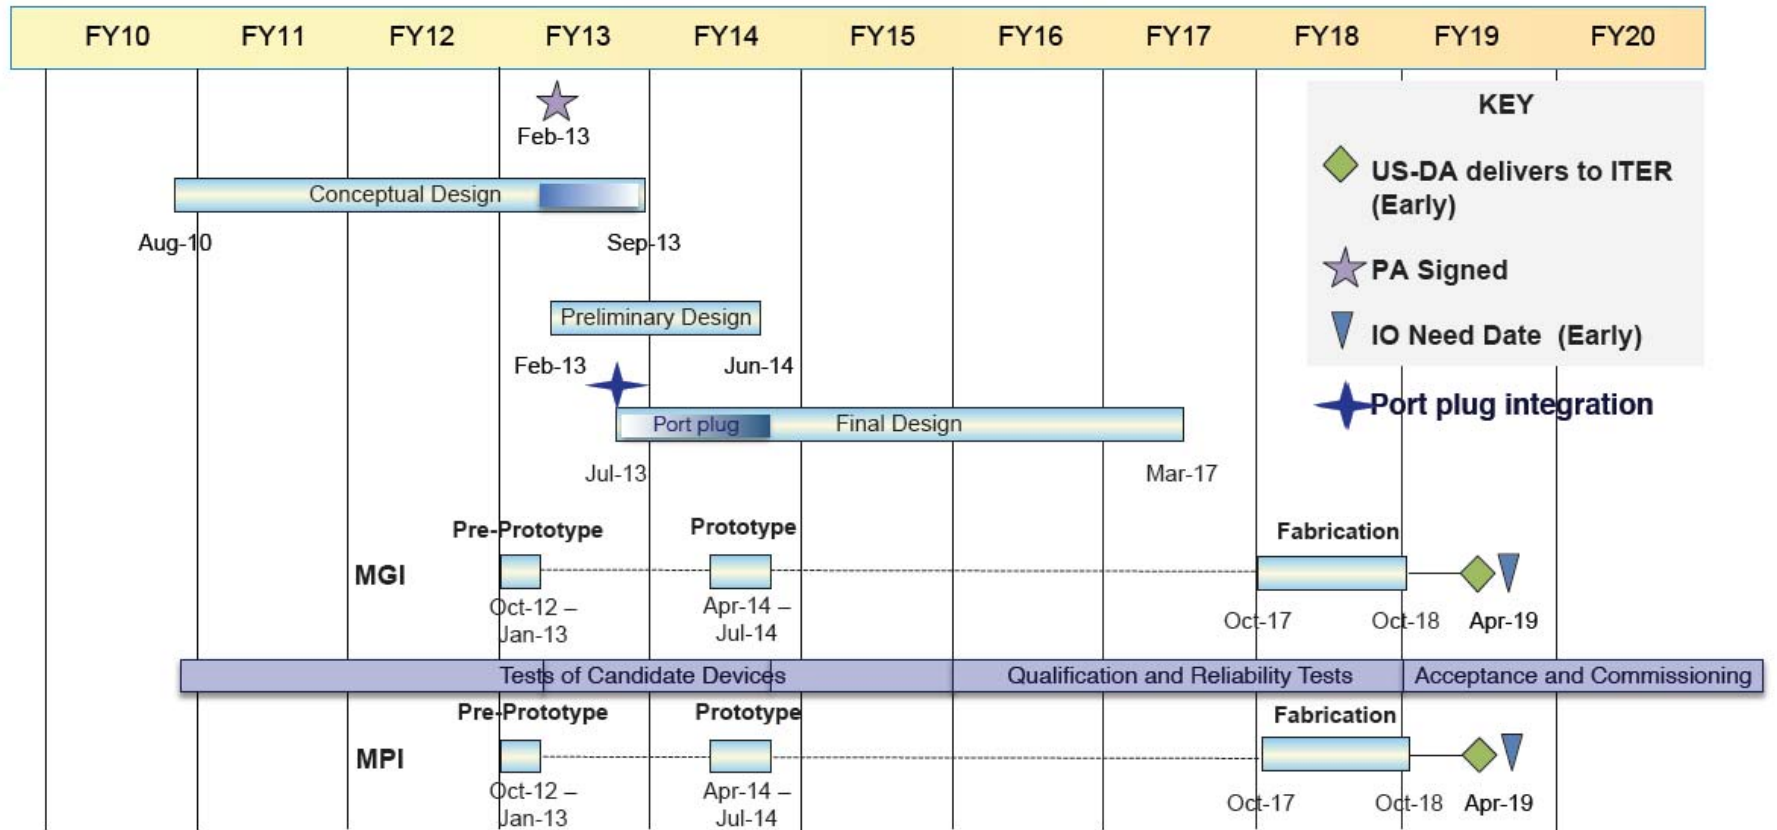 FY10 FY11 FY12 FY13 FY14 FY15 FY16 FY17 FY18 FY19 FY20
Feb-13
KEY
US-DA delivers to ITER
(Early)
PA Signed
IO Need Date (Early)
Port plug integration
Conceptual Design
Aug-10 Sep-13
Preliminary Design
Feb-13 Jun-14
Port plug Final Design
Jul-13 Mar-17
Pre-Prototype Prototype Fabrication
MGI
Oct-12 – Apr-14 – Oct-17 Oct-18 Apr-19
Jan-13 Jul-14
Tests of Candidate Devices Qualification and Reliability Tests Acceptance and Commissioning
Pre-Prototype Prototype Fabrication
MPI
Oct-12 – Apr-14 – Oct-17 Oct-18 Apr-19
Jan-13 Jul-14